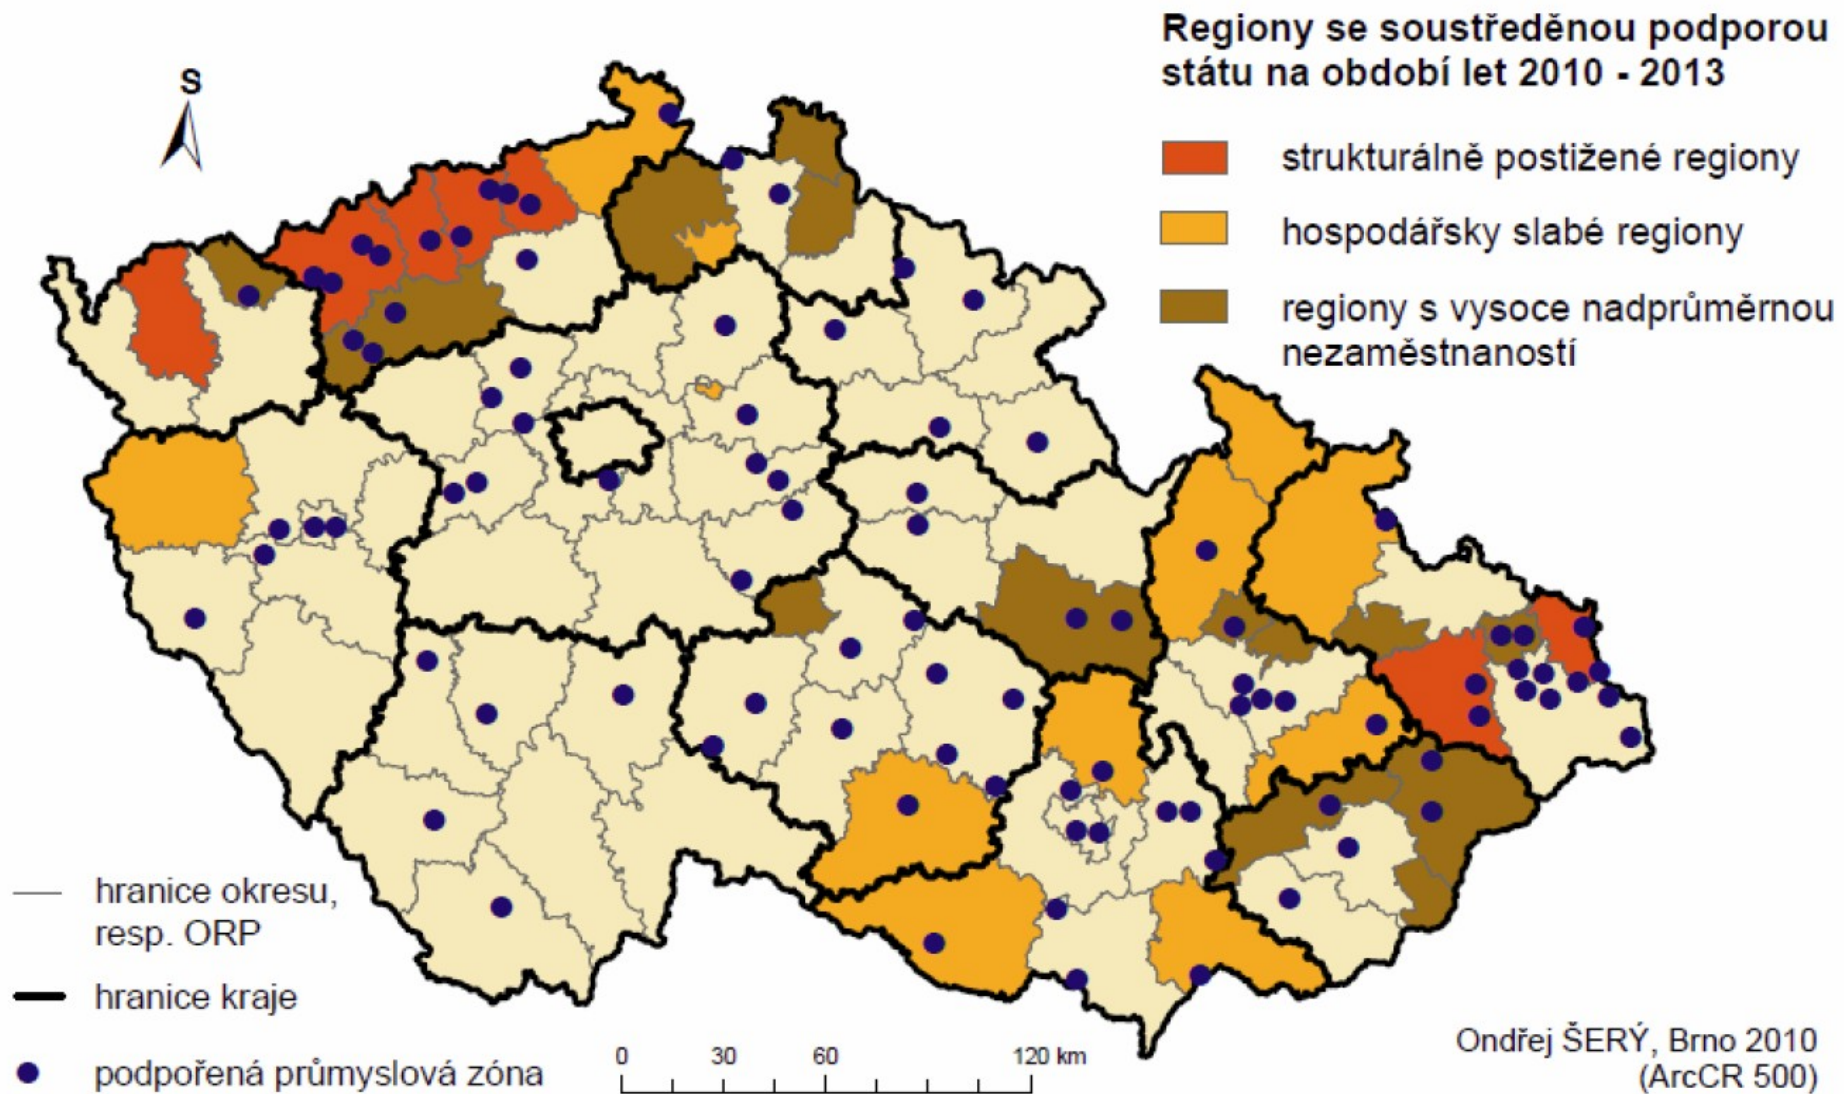 Regiony se soustředěnou podporou
státu na období let 2010 - 2013
S
strukturálně postižené regiony
hospodářsky slabé regiony
regiony s vysoce nadprůměrnou
nezaměstnaností
hranice okresu,
resp. ORP
hranice kraje
podpořená průmyslová zóna
0 30 60 120 km
Ondřej ŠERÝ, Brno 2010
(ArcCR 500)